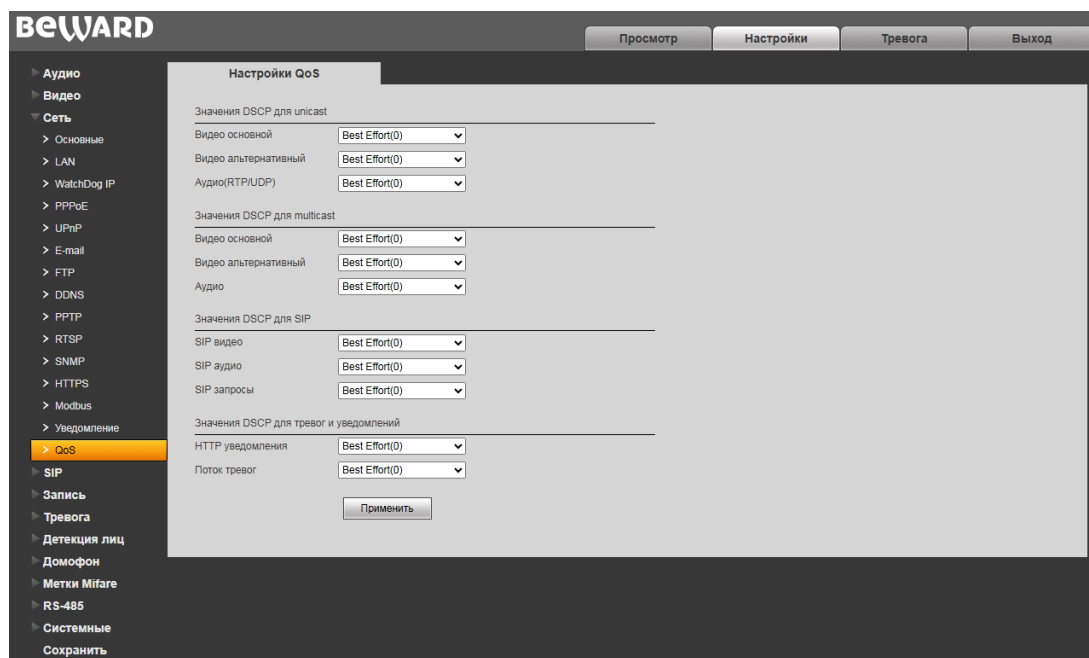 BEWARD
Просмотр
Настройки
Тревога
Выход
Аудио
Видео
Сеть
> Основные
> LAN
> WatchDog IP
> PPPoE
> UPnP
> E-mail
> FTP
> DDNS
> PPTP
> RTSP
> SNMP
> HTTPS
> Modbus
> Уведомление
> QoS
SIP
Запись
Тревога
Детекция лиц
Домофон
Метки Mifare
RS-485
Системные
Сохранить
Настройки QoS
Значения DSCP для unicast
Видео основной Best Effort(0)
Видео альтернативный Best Effort(0)
Аудио(RTP/UDP) Best Effort(0)
Значения DSCP для multicast
Видео основной Best Effort(0)
Видео альтернативный Best Effort(0)
Аудио Best Effort(0)
Значения DSCP для SIP
SIP видео Best Effort(0)
SIP аудио Best Effort(0)
SIP запросы Best Effort(0)
Значения DSCP для тревог и уведомлений
HTTP уведомления Best Effort(0)
Поток тревог Best Effort(0)
Применить